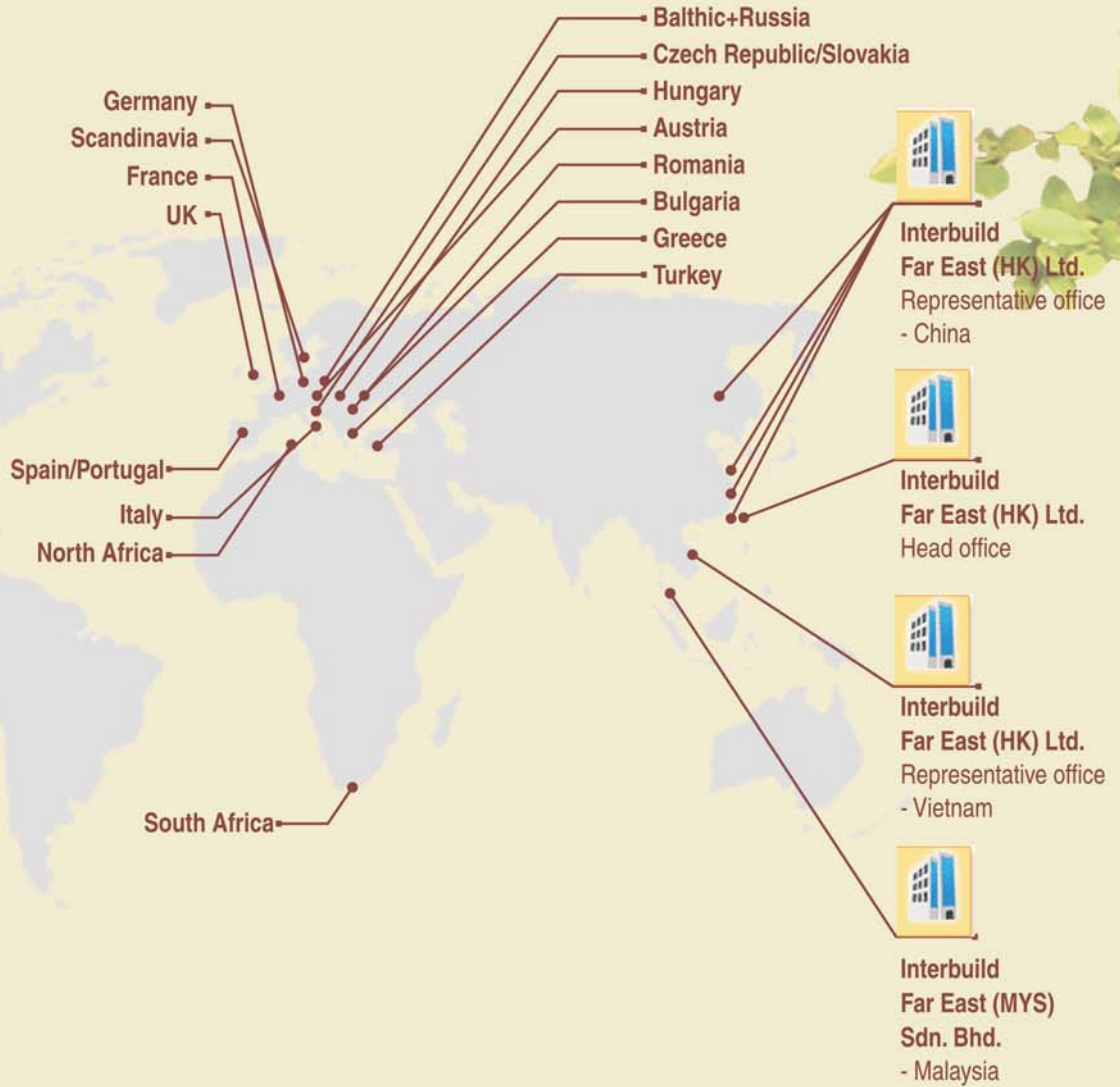 Balthic+Russia
Czech Republic/Slovakia
Hungary
Austria
Romania
Bulgaria
Greece
Turkey
Germany
Scandinavia
France
UK
Spain/Portugal
Italy
North Africa
South Africa
Interbuild
Far East (HK) Ltd.
Representative office
- China
Interbuild
Far East (HK) Ltd.
Head office
Interbuild
Far East (HK) Ltd.
Representative office
- Vietnam
Interbuild
Far East (MYS)
Sdn. Bhd.
- Malaysia